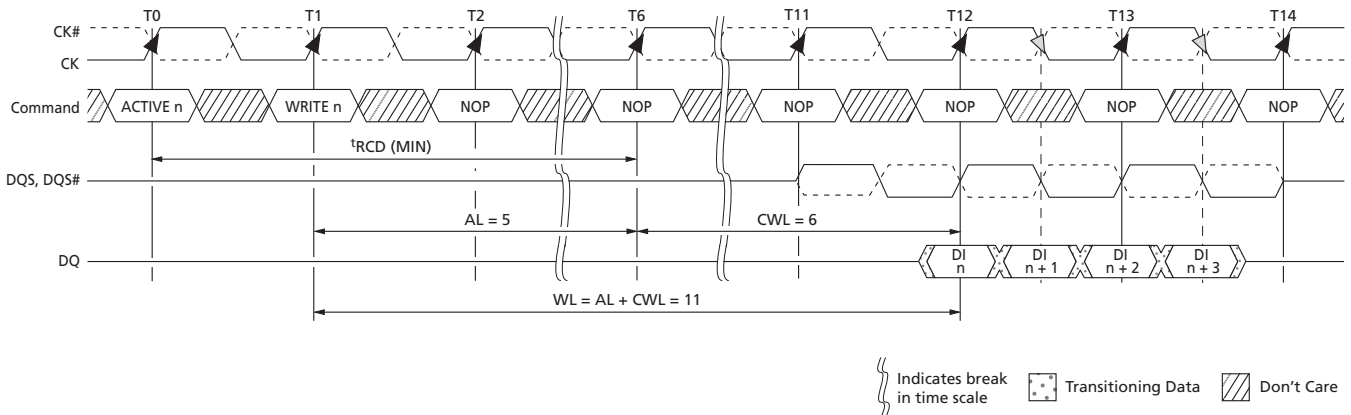 T0 T1 T2 T6 T11 T12 T13 T14
CK#
CK
Command ACTIVE n WRITE n NOP NOP NOP NOP NOP NOP
tRCD (MIN)
DQS, DQS#
AL = 5 CWL = 6
DQ DI n DI n + 1 DI n + 2 DI n + 3
WL = AL + CWL = 11
Indicates break
in time scale
Transitioning Data
Don't Care